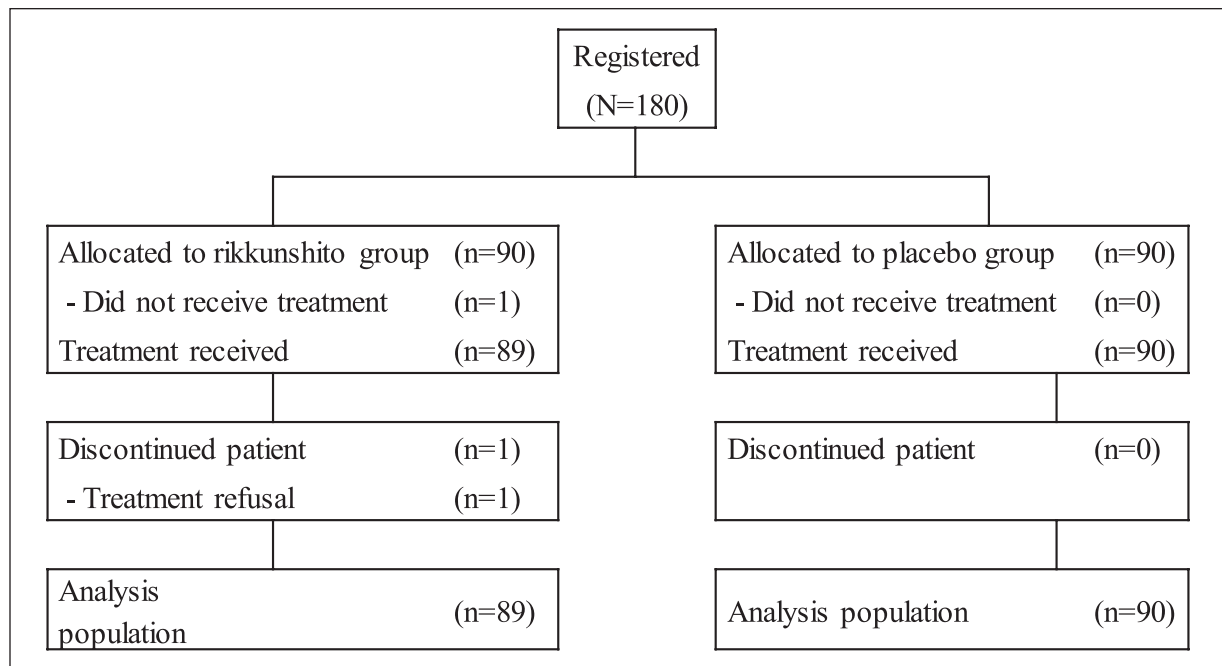 Registered
(N=180)
Allocated to rikkunshito group (n=90)
- Did not receive treatment (n=1)
Treatment received (n=89)
Allocated to placebo group (n=90)
- Did not receive treatment (n=0)
Treatment received (n=90)
Discontinued patient (n=1)
- Treatment refusal (n=1)
Discontinued patient (n=0)
Analysis
population (n=89)
Analysis population (n=90)